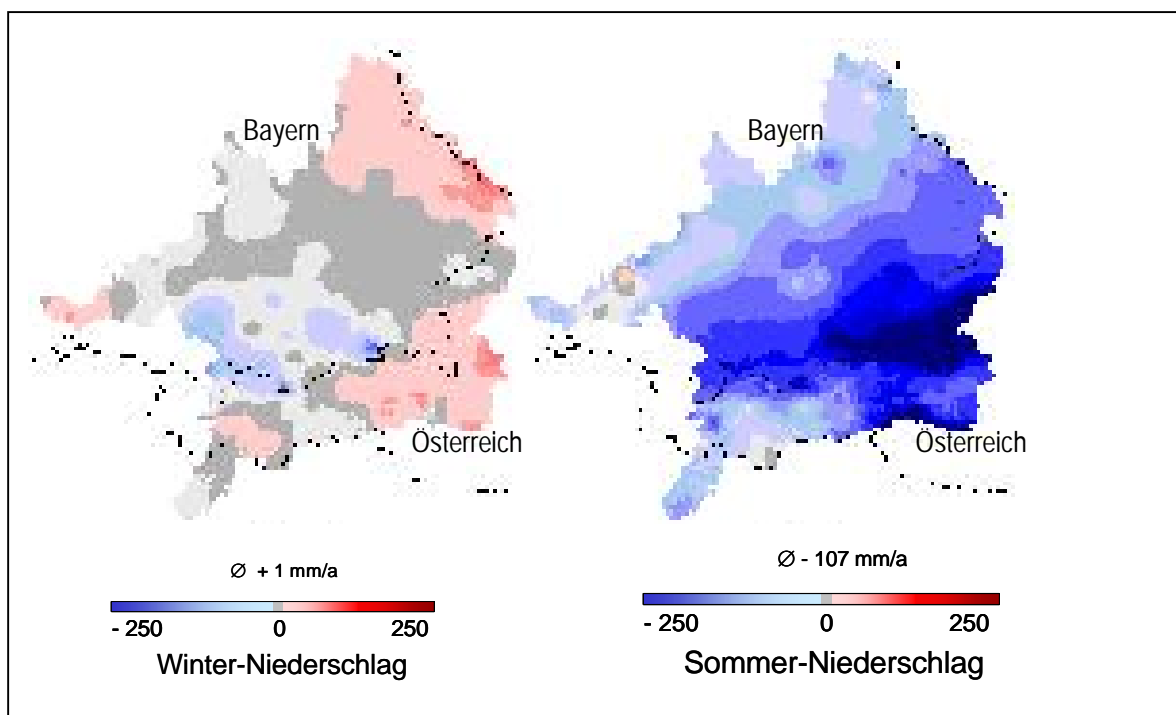 Bayern
Österreich
Ø + 1 mm/a
- 250 0 250
Winter-Niederschlag
Bayern
Österreich
Ø - 107 mm/a
- 250 0 250
Sommer-Niederschlag